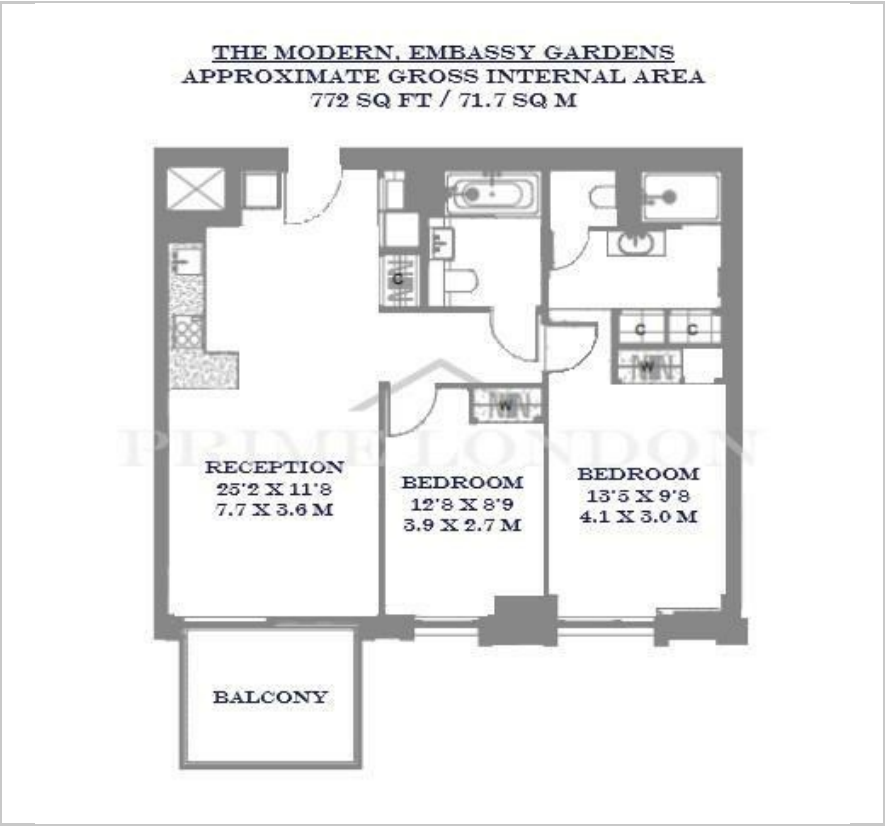 THE MODERN, EMBASSY GARDENS
APPROXIMATE GROSS INTERNAL AREA
772 SQ FT / 71.7 SQ M
C
C
C
W
W
PRIME LONDON
RECEPTION
25'2 X 11'8
7.7 X 3.6 M
BEDROOM
12'8 X 8'9
3.9 X 2.7 M
BEDROOM
13'5 X 9'8
4.1 X 3.0 M
BALCONY